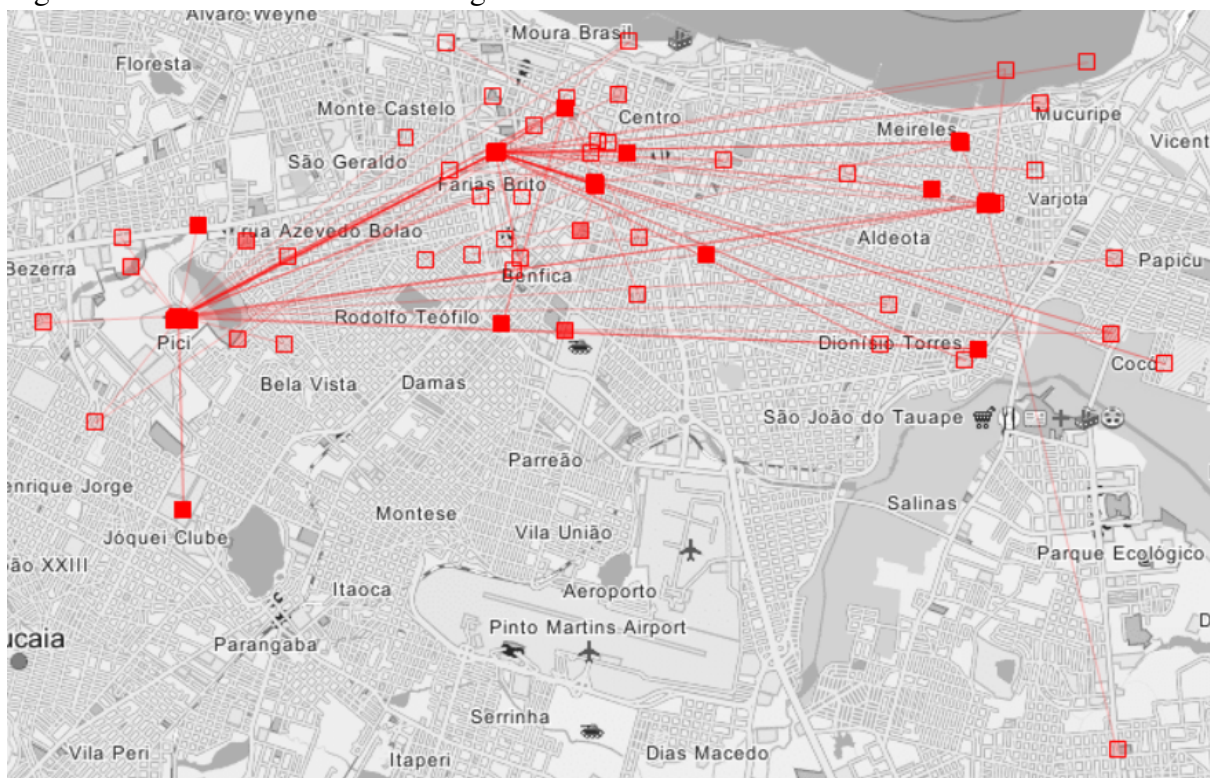 Alvaro Weyne
Moura Brasil
Floresta
Monte Castelo
Centro
Meireles
Mucuripe
Vicent
São Geraldo
Farias Brito
Varjota
rua Azevedo Bolao
Aldeota
Bezerra
Benfica
Papicu
Rodolfo Teófilo
Pici
Dionísio Torres
Bela Vista
Damas
Coco
São João do Tauape
Parreão
enrique Jorge
Salinas
Montese
Jóquei Clube
Vila União
Parque Ecológico
São XXIII
Itaoca
Aeroporto
Pinto Martins Airport
ucaia
Parangaba
D
Serrinha
Vila Peri
Itaperi
Dias Macedo